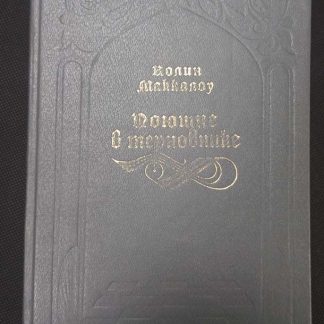 Колин
Маккалоу
Поющие
в терновнике